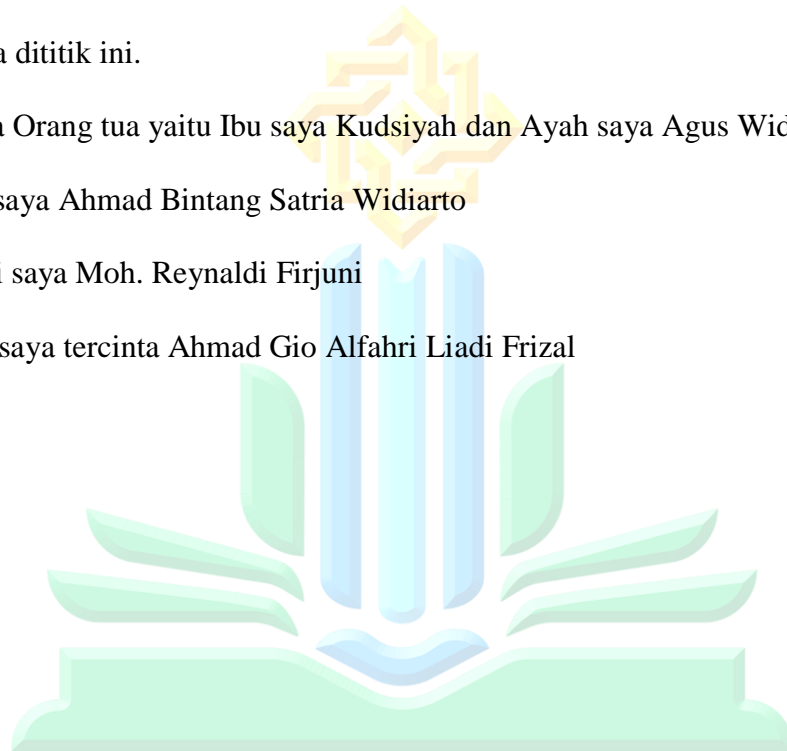 dititik ini.
Orang tua yaitu Ibu saya Kudsiyah dan Ayah saya Agus Wid
saya Ahmad Bintang Satria Widiarto
saya Moh. Reynaldi Firjuni
saya tercinta Ahmad Gio Alfahri Liadi Frizal